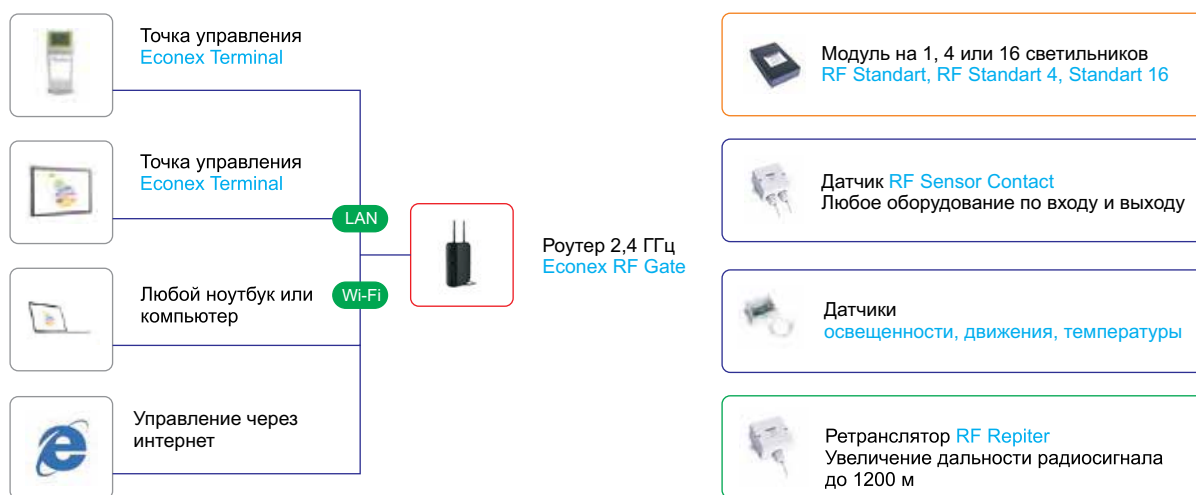 Точка управления
Econex Terminal
Точка управления
Econex Terminal
LAN
Wi-Fi
Любой ноутбук или
компьютер
Управление через
интернет
Роутер 2,4 ГГц
Econex RF Gate
Модуль на 1, 4 или 16 светильников
RF Standart, RF Standart 4, Standart 16
Датчик RF Sensor Contact
Любое оборудование по входу и выходу
Датчики
освещенности, движения, температуры
Ретранслятор RF Repiter
Увеличение дальности радиосигнала
до 1200 м